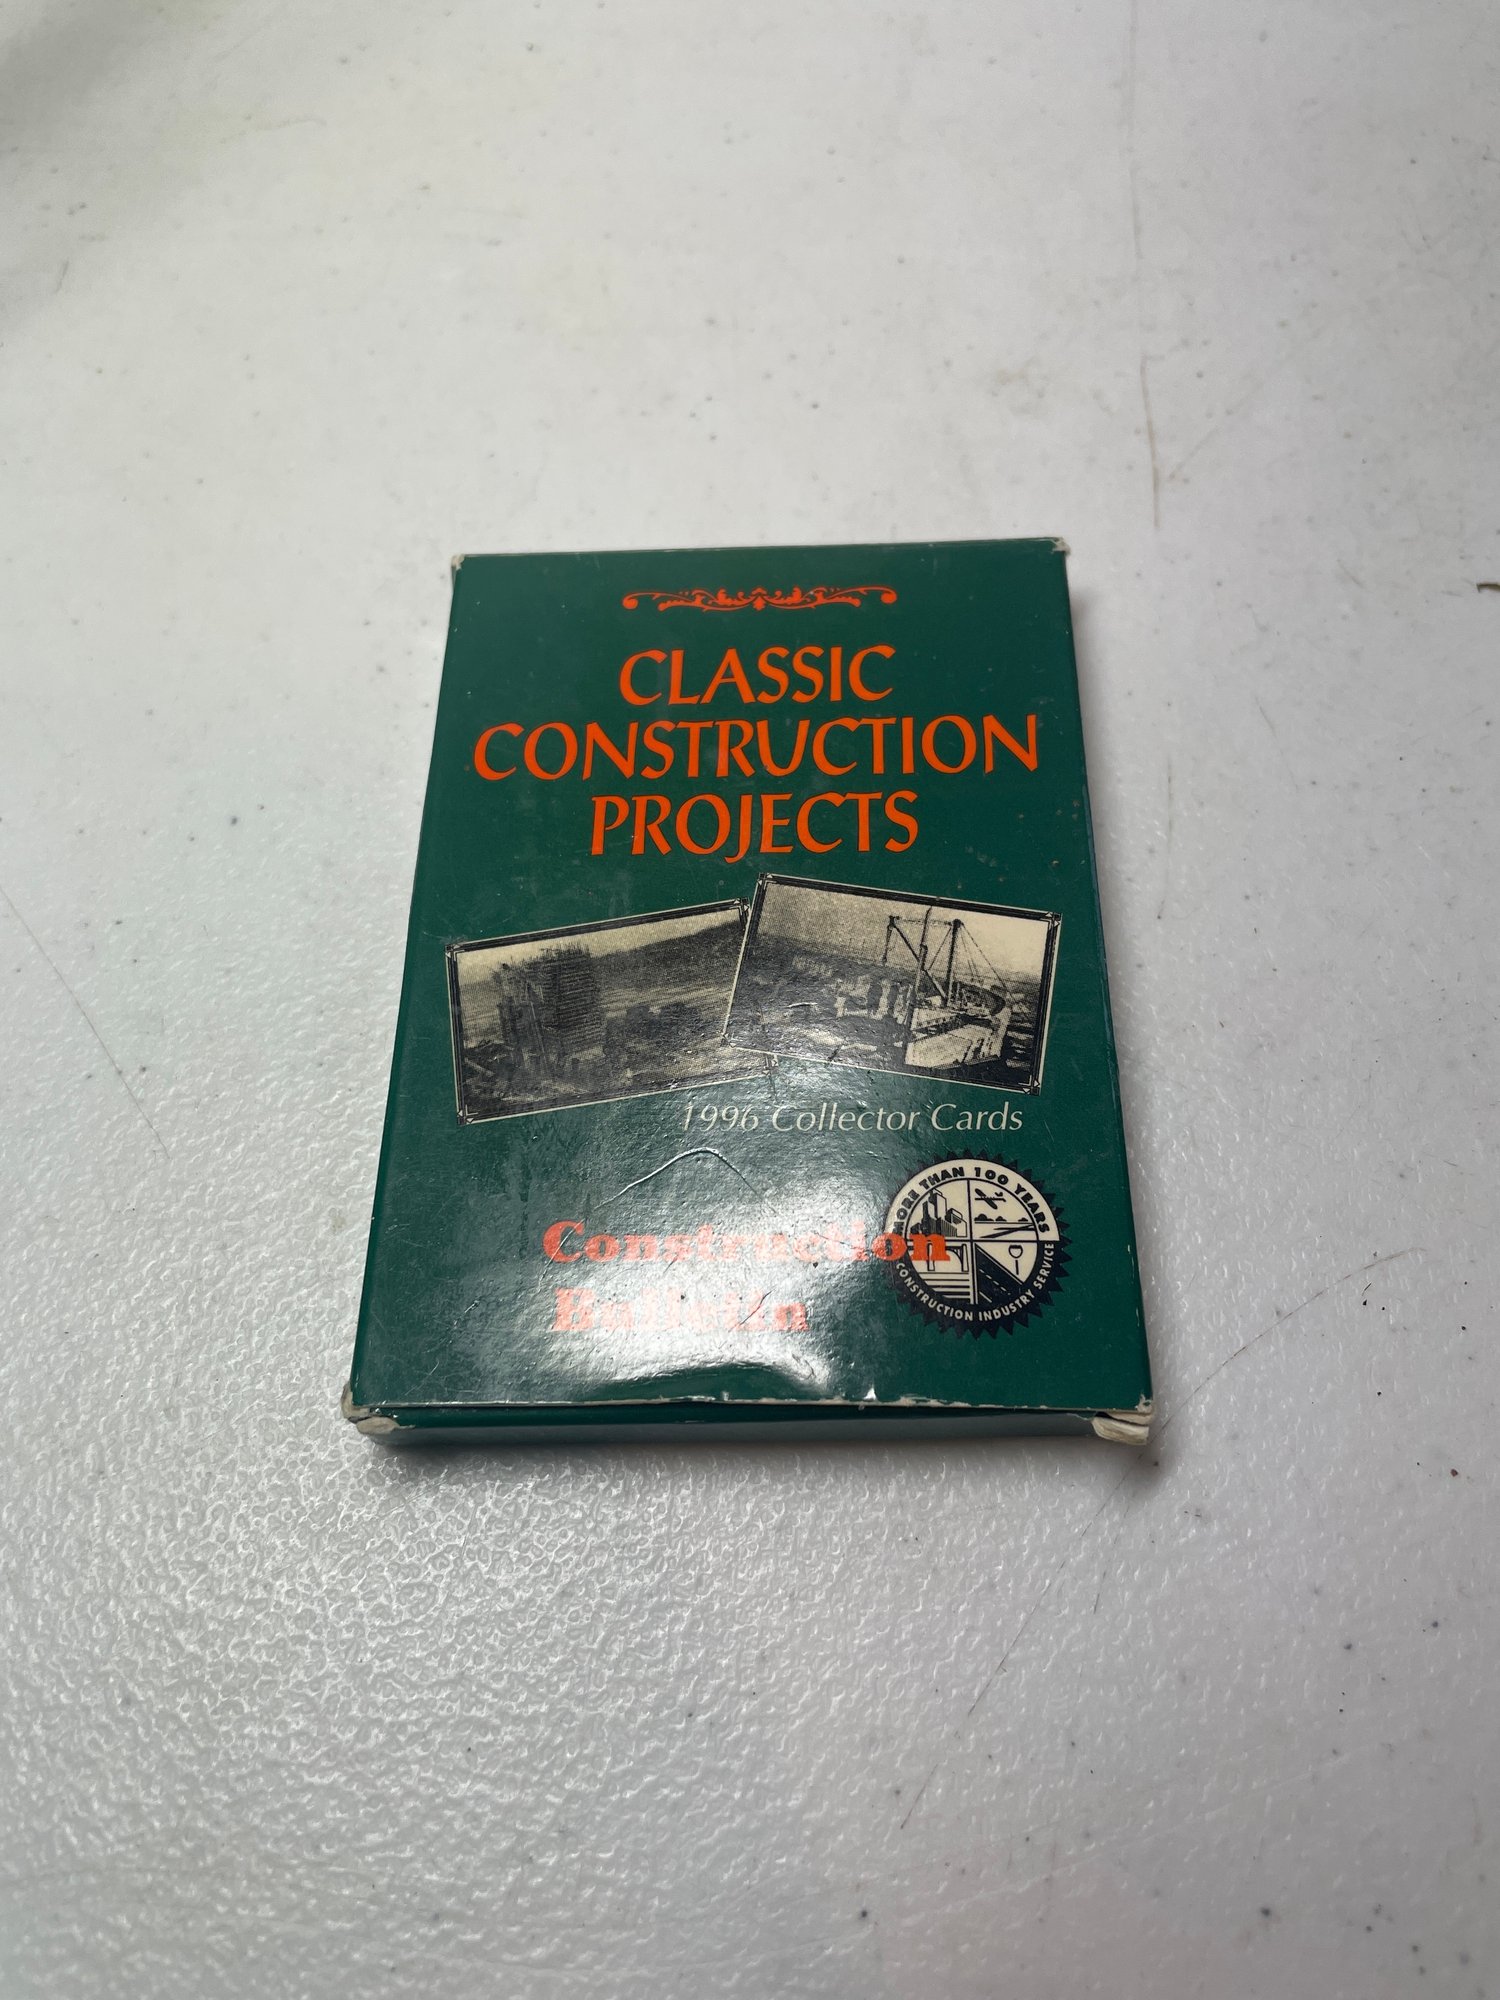 CLASSIC
CONSTRUCTION
PROJECTS
1996 Collector Cards
MORE THAN 100 YEARS
CONSTRUCTION INDUSTRY SERVICE
Construction
Bulletin